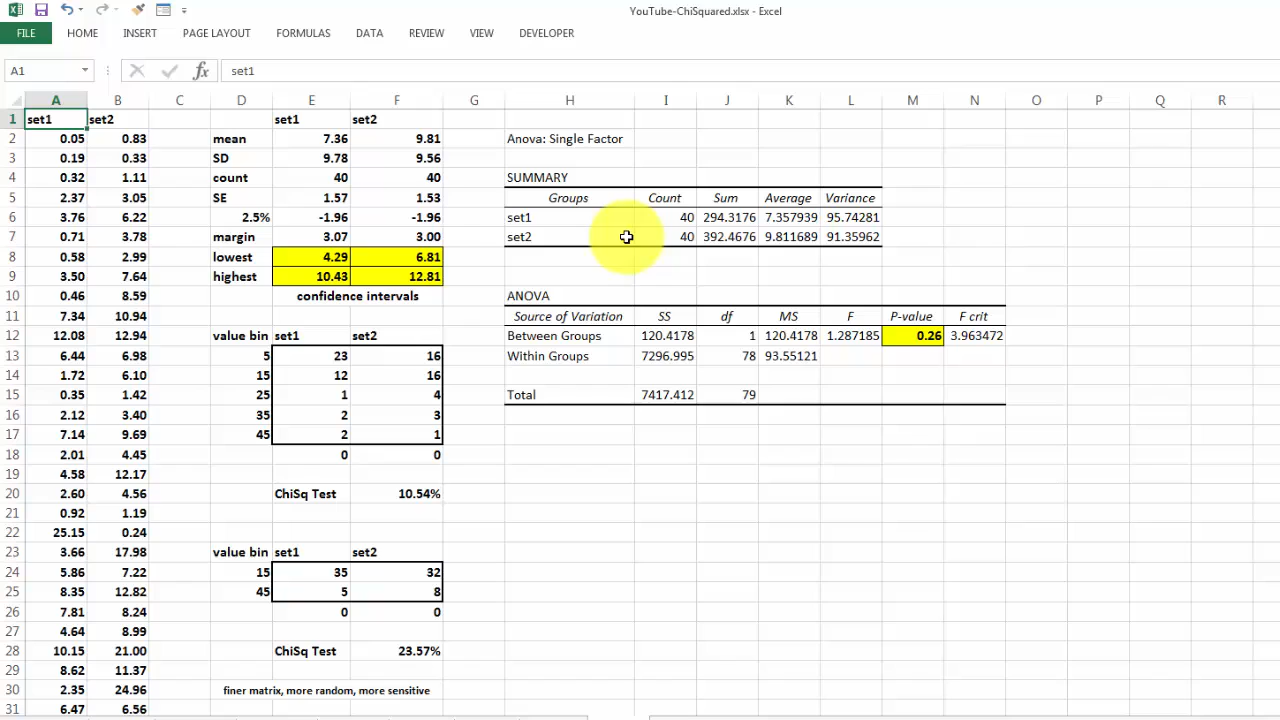 YouTube-ChiSquared.xlsx - Excel
FILE HOME INSERT PAGE LAYOUT FORMULAS DATA REVIEW VIEW DEVELOPER
A1 fx set1
A B C D E F G H I J K L M N O P Q R
1 set1 set2 set1 set2
2 0.05 0.83 mean 7.36 9.81 Anova: Single Factor
3 0.19 0.33 SD 9.78 9.56
4 0.32 1.11 count 40 40 SUMMARY
5 2.37 3.05 SE 1.57 1.53 Groups Count Sum Average Variance
6 3.76 6.22 2.5% -1.96 -1.96 set1 40 294.3176 7.357939 95.74281
7 0.71 3.78 margin 3.07 3.00 set2 40 392.4676 9.811689 91.35962
8 0.58 2.99 lowest 4.29 6.81
9 3.50 7.64 highest 10.43 12.81
10 0.46 8.59 confidence intervals ANOVA
11 7.34 10.94 Source of Variation SS df MS F P-value F crit
12 12.08 12.94 value bin set1 set2 Between Groups 120.4178 1 120.4178 1.287185 0.26 3.963472
13 6.44 6.98 5 23 16 Within Groups 7296.995 78 93.55121
14 1.72 6.10 15 12 16
15 0.35 1.42 25 1 4 Total 7417.412 79
16 2.12 3.40 35 2 3
17 7.14 9.69 45 2 1
18 2.01 4.45 0 0
19 4.58 12.17
20 2.60 4.56 ChiSq Test 10.54%
21 0.92 1.19
22 25.15 0.24
23 3.66 17.98 value bin set1 set2
24 5.86 7.22 15 35 32
25 8.35 12.82 45 5 8
26 7.81 8.24 0 0
27 4.64 8.99
28 10.15 21.00 ChiSq Test 23.57%
29 8.62 11.37
30 2.35 24.96 finer matrix, more random, more sensitive
31 6.47 6.56